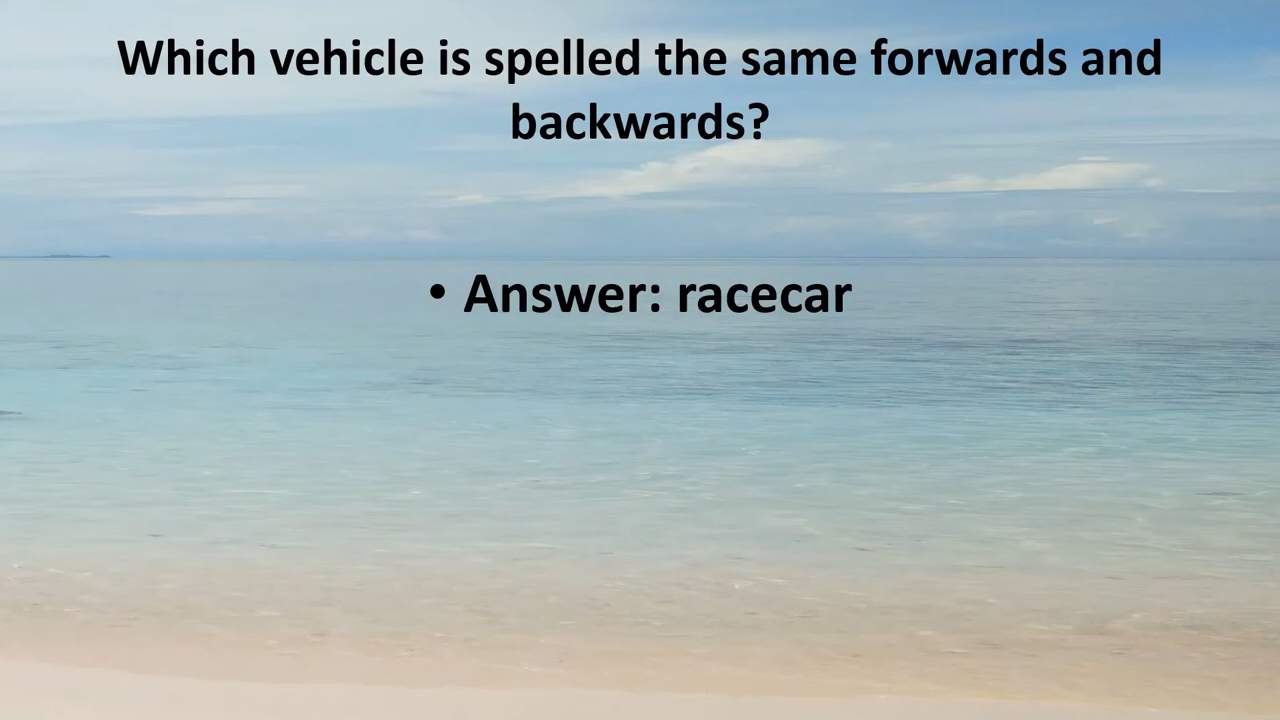 Which vehicle is spelled the same forwards and
backwards?
• Answer: racecar